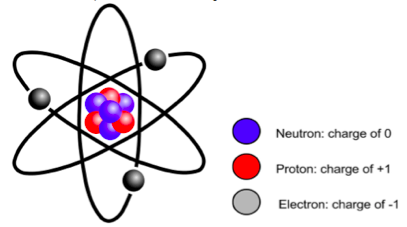 Neutron: charge of 0
Proton: charge of +1
Electron: charge of -1